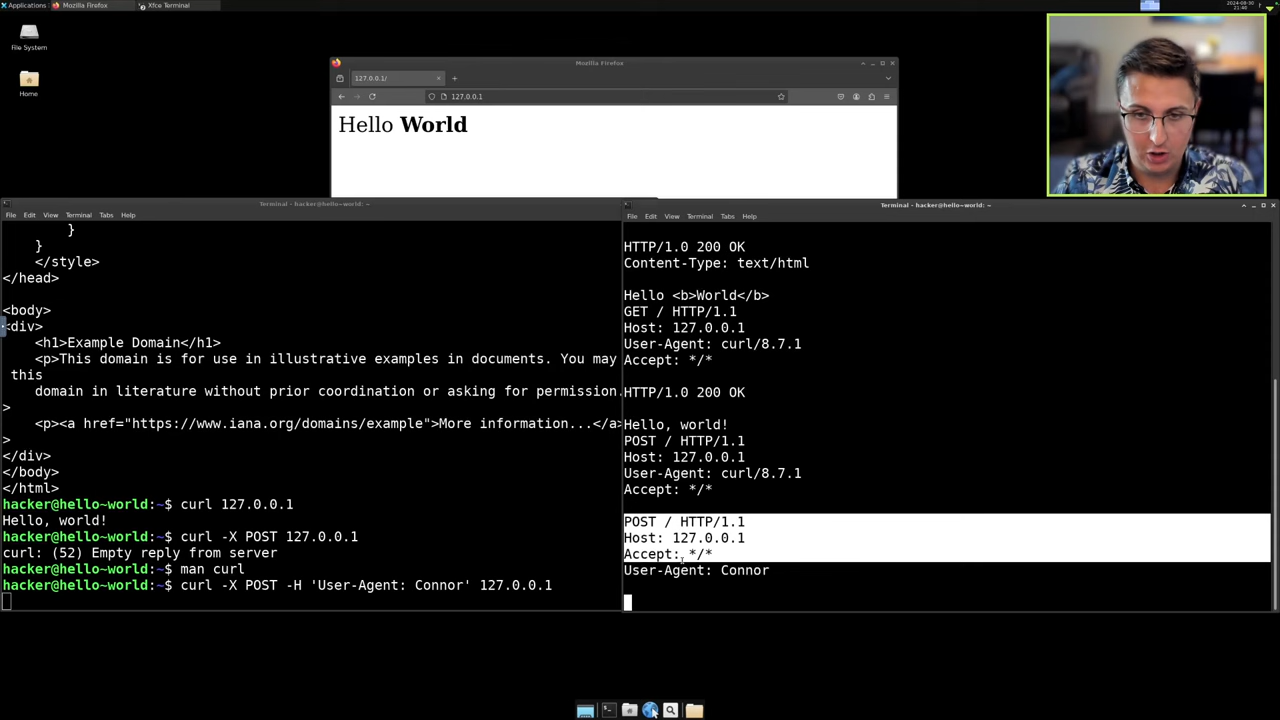 Applications
Mozilla Firefox
Xfce Terminal
2024-08-30
21:40
File System
Home
Mozilla Firefox
127.0.0.1/
127.0.0.1
Hello World
Terminal - hacker@hello~world: ~
File Edit View Terminal Tabs Help
        }
    }
    </style>
</head>
<body>
<div>
    <h1>Example Domain</h1>
    <p>This domain is for use in illustrative examples in documents. You may
 this
    domain in literature without prior coordination or asking for permission.
>
    <p><a href="https://www.iana.org/domains/example">More information...</a>
>
</div>
</body>
</html>
hacker@hello~world:~$ curl 127.0.0.1
Hello, world!
hacker@hello~world:~$ curl -X POST 127.0.0.1
curl: (52) Empty reply from server
hacker@hello~world:~$ man curl
hacker@hello~world:~$ curl -X POST -H 'User-Agent: Connor' 127.0.0.1
Terminal - hacker@hello~world: ~
File Edit View Terminal Tabs Help
HTTP/1.0 200 OK
Content-Type: text/html
Hello <b>World</b>
GET / HTTP/1.1
Host: 127.0.0.1
User-Agent: curl/8.7.1
Accept: */*
HTTP/1.0 200 OK
Hello, world!
POST / HTTP/1.1
Host: 127.0.0.1
User-Agent: curl/8.7.1
Accept: */*
POST / HTTP/1.1
Host: 127.0.0.1
Accept: */*
User-Agent: Connor